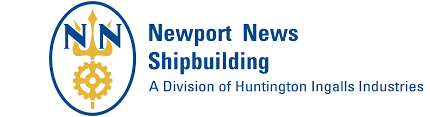 NN
Newport News
Shipbuilding
A Division of Huntington Ingalls Industries